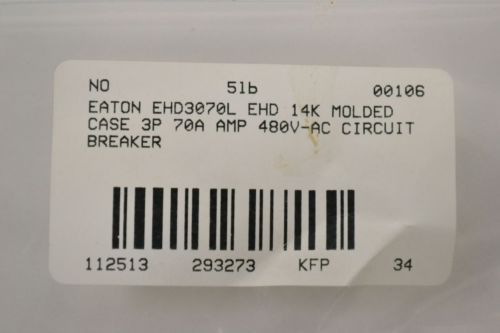 NO 51b 00106
EATON EHD3070L EHD 14K MOLDED
CASE 3P 70A AMP 480V-AC CIRCUIT
BREAKER
112513 293273 KFP 34